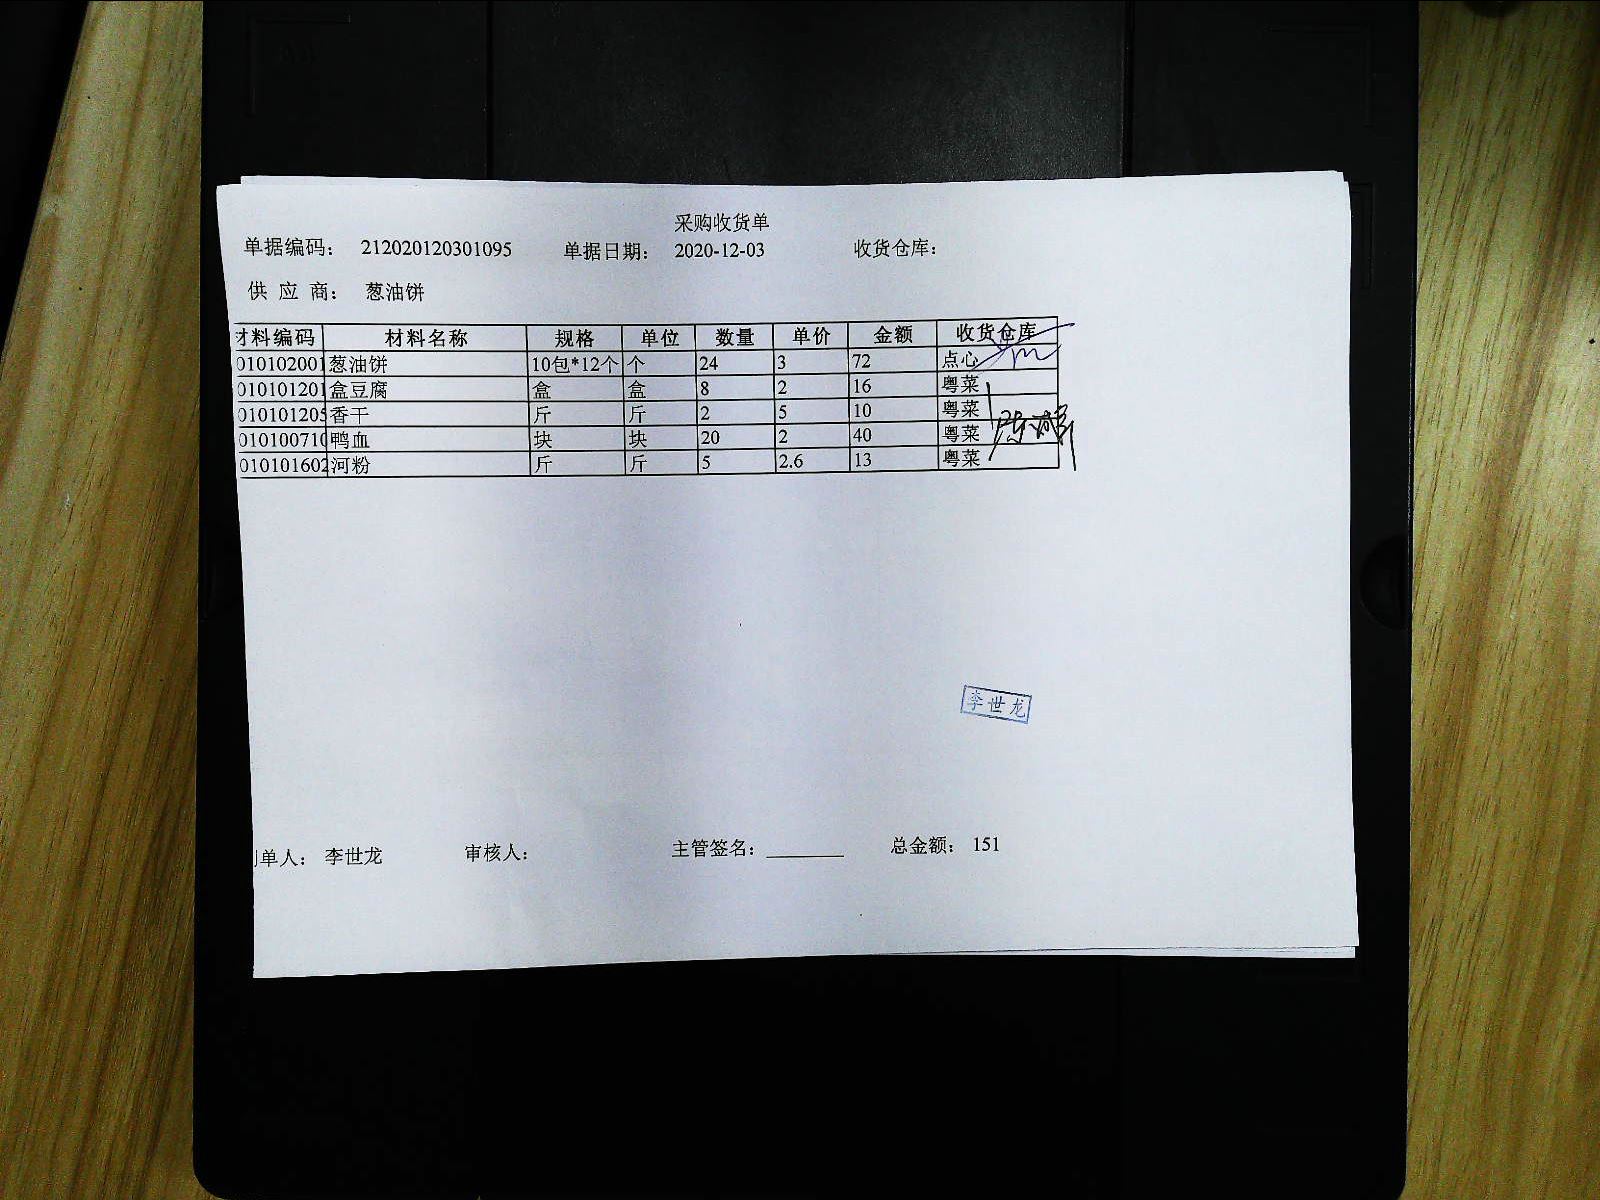 采购收货单
单据编码： 212020120301095 单据日期： 2020-12-03 收货仓库：
供 应 商： 葱油饼
材料编码 材料名称 规格 单位 数量 单价 金额 收货仓库
010102001 葱油饼 10包*12个 个 24 3 72 点心
010101201 盒豆腐 盒 盒 8 2 16 粤菜
010101205 香干 斤 斤 2 5 10 粤菜
010100710 鸭血 块 块 20 2 40 粤菜
010101602 河粉 斤 斤 5 2.6 13 粤菜
李世龙
制单人： 李世龙 审核人： 主管签名：________ 总金额： 151